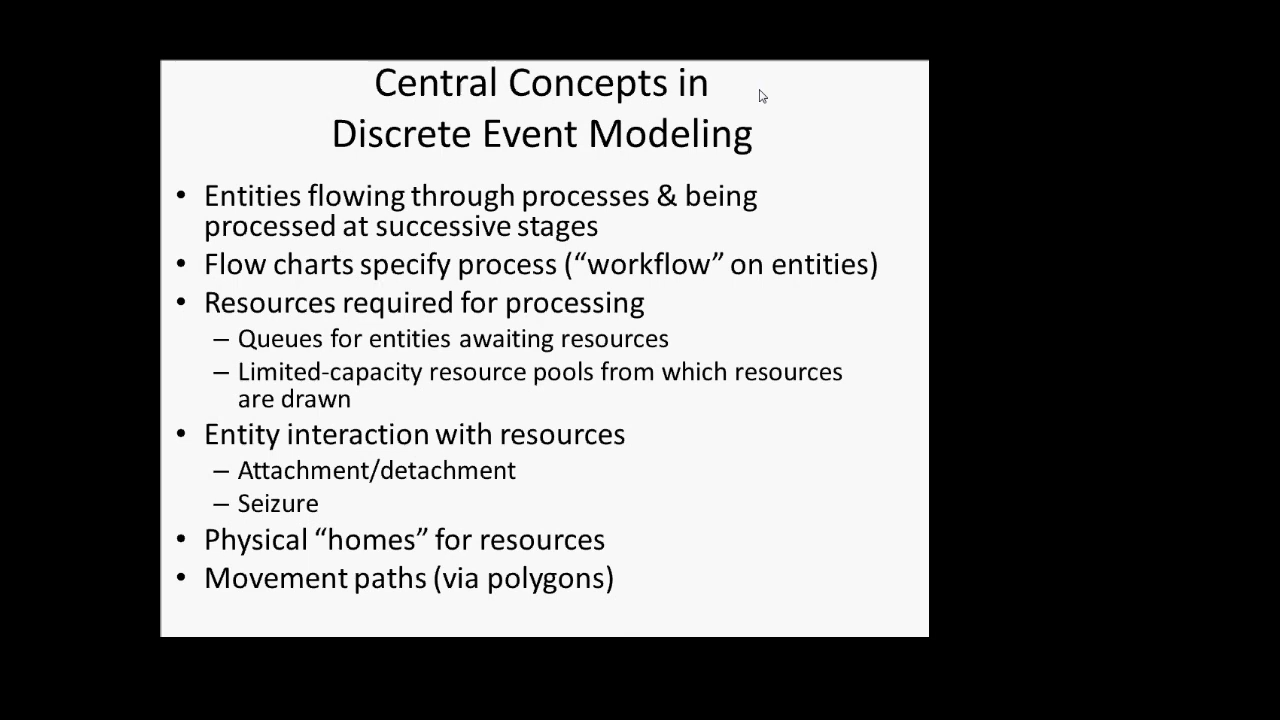 Central Concepts in
Discrete Event Modeling
• Entities flowing through processes & being
processed at successive stages
• Flow charts specify process (“workflow” on entities)
• Resources required for processing
– Queues for entities awaiting resources
– Limited-capacity resource pools from which resources
are drawn
• Entity interaction with resources
– Attachment/detachment
– Seizure
• Physical “homes” for resources
• Movement paths (via polygons)